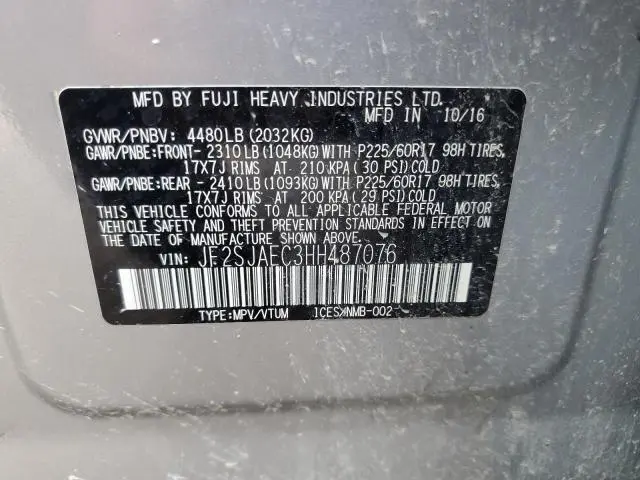 MFD BY FUJI HEAVY INDUSTRIES LTD.
MFD IN 10/16
GVWR/PNBV: 4480LB(2032KG)
GAWR/PNBE:FRONT- 2310LB(1048KG)WITH P225/60R17 98H TIRES,
17X7J RIMS AT 210 KPA(30 PSI)COLD
GAWR/PNBE:REAR - 2410LB(1093KG)WITH P225/60R17 98H TIRES,
17X7J RIMS AT 200 KPA(29 PSI)COLD
THIS VEHICLE CONFORMS TO ALL APPLICABLE FEDERAL MOTOR
VEHICLE SAFETY AND THEFT PREVENTION STANDARDS IN EFFECT ON
THE DATE OF MANUFACTURE SHOWN ABOVE.
VIN: JF2SJAEC3HH487076
TYPE:MPV/VTUM ICES/NMB-002